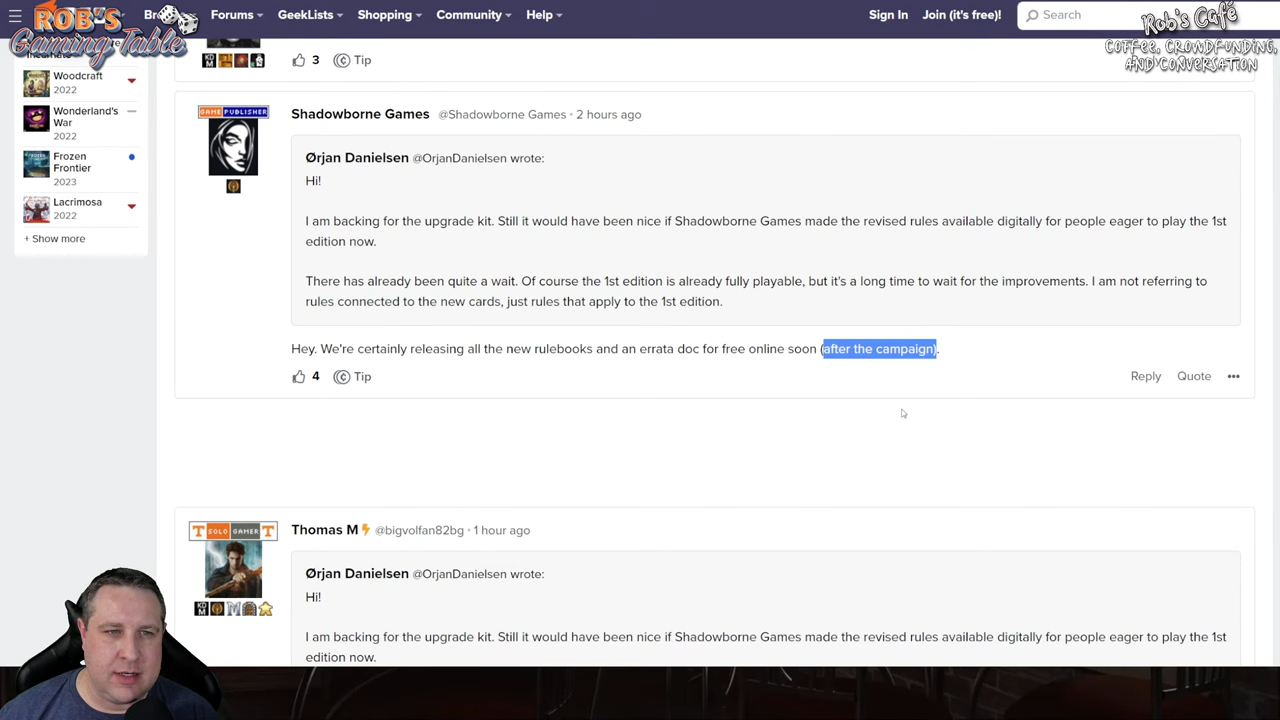 ROB'S
Gaming Table
Forums
GeekLists
Shopping
Community
Help
Sign In
Join (it's free)!
Search
Rob's Café
COFFEE, CROWDFUNDING,
AND CONVERSATION
Woodcraft
2022
Wonderland's
War
2022
Frozen
Frontier
2023
Lacrimosa
2022
+ Show more
3
Tip
GAME PUBLISHER
Shadowborne Games @Shadowborne Games · 2 hours ago
Ørjan Danielsen @OrjanDanielsen wrote:
Hi!
I am backing for the upgrade kit. Still it would have been nice if Shadowborne Games made the revised rules available digitally for people eager to play the 1st
edition now.
There has already been quite a wait. Of course the 1st edition is already fully playable, but it's a long time to wait for the improvements. I am not referring to
rules connected to the new cards, just rules that apply to the 1st edition.
Hey. We're certainly releasing all the new rulebooks and an errata doc for free online soon (after the campaign).
4
Tip
Reply
Quote
T SOLO GAMER T
Thomas M @bigvolfan82bg · 1 hour ago
Ørjan Danielsen @OrjanDanielsen wrote:
Hi!
I am backing for the upgrade kit. Still it would have been nice if Shadowborne Games made the revised rules available digitally for people eager to play the 1st
edition now.